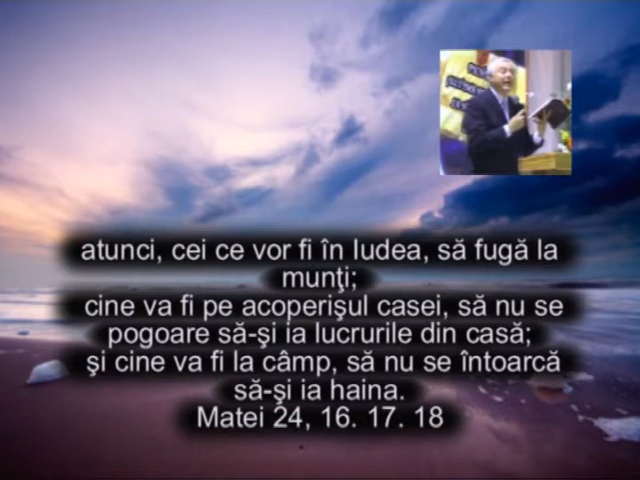 atunci, cei ce vor fi în Iudea, să fugă la
munţi;
cine va fi pe acoperişul casei, să nu se
pogoare să-şi ia lucrurile din casă;
şi cine va fi la câmp, să nu se întoarcă
să-şi ia haina.
Matei 24, 16. 17. 18